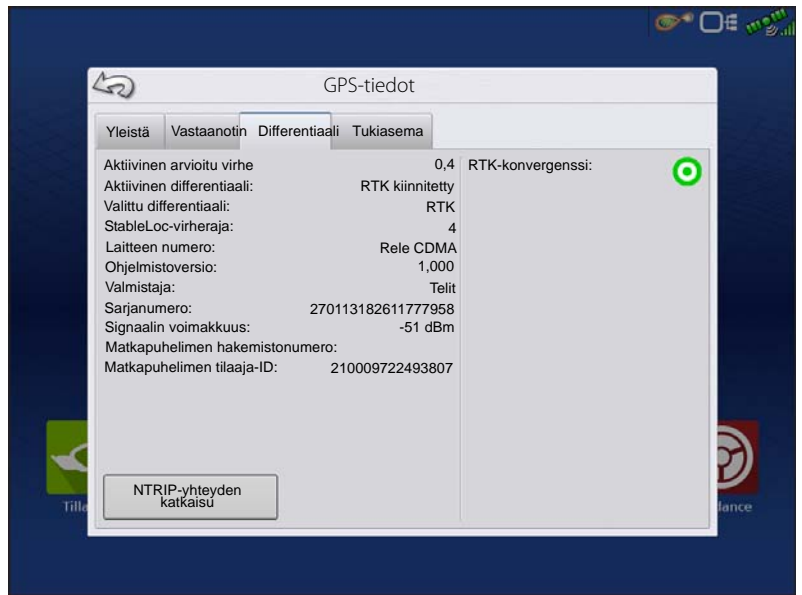 GPS-tiedot
Yleistä Vastaanotin Differentiaali Tukiasema
Aktiivinen arvioitu virhe 0,4
RTK-konvergenssi:
Aktiivinen differentiaali: RTK kiinnitetty
Valittu differentiaali: RTK
StableLoc-virheraja: 4
Laitteen numero: Rele CDMA
Ohjelmistoversio: 1,000
Valmistaja: Telit
Sarjanumero: 270113182611777958
Signaalin voimakkuus: -51 dBm
Matkapuhelimen hakemistonumero:
Matkapuhelimen tilaaja-ID: 210009722493807
NTRIP-yhteyden
katkaisu
Tilla
dance